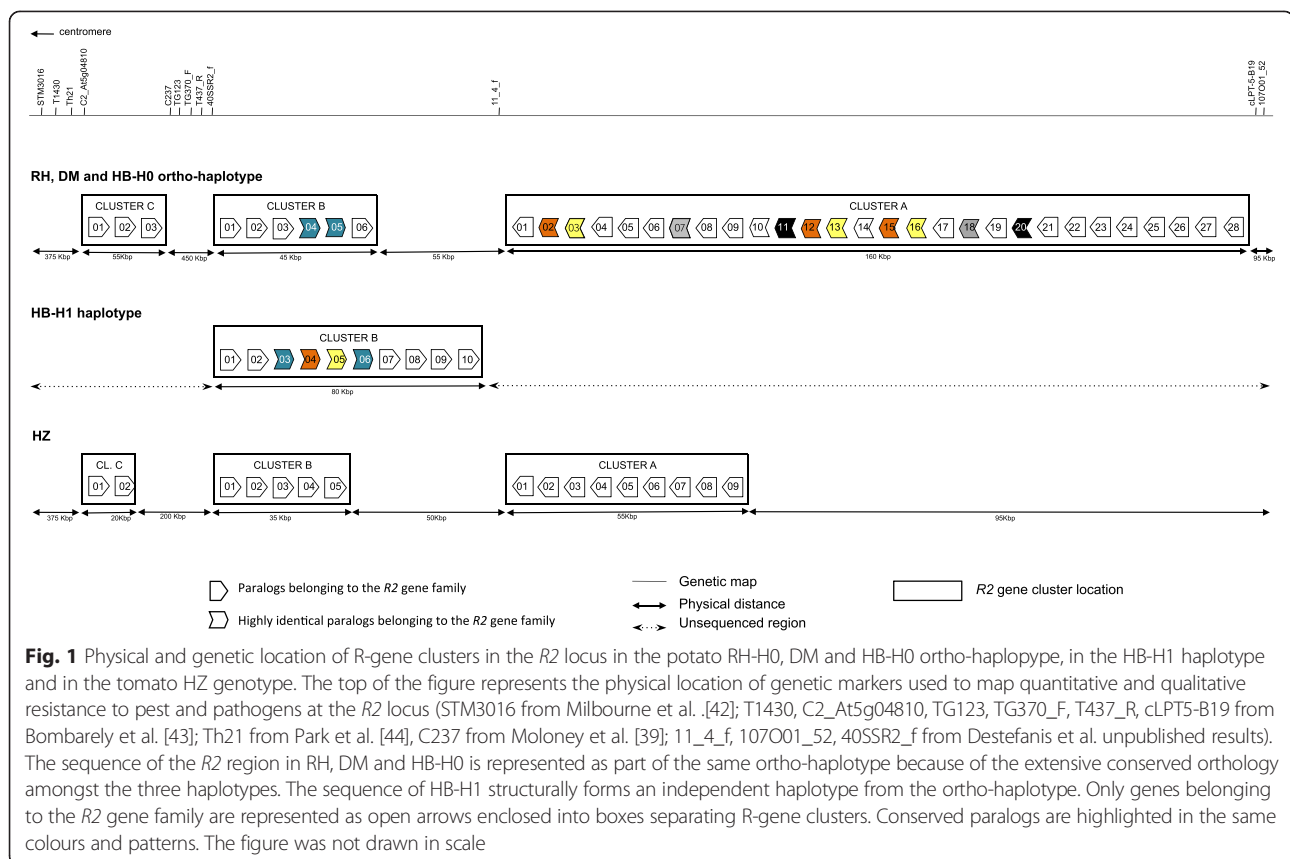 centromere
STM3016 T1430 Th21 C2_At5g04810 C237 TG123 TG370_F T437_R 40SSR2_f 11_4_f cLPT-5-B19 107O01_52
RH, DM and HB-H0 ortho-haplotype
CLUSTER C CLUSTER B CLUSTER A
01 02 03 01 02 03 04 05 06 01 02 03 04 05 06 07 08 09 10 11 12 13 14 15 16 17 18 19 20 21 22 23 24 25 26 27 28
375 Kbp 55Kbp 450 Kbp 45 Kbp 55 Kbp 160 Kbp 95 Kbp
HB-H1 haplotype
CLUSTER B
01 02 03 04 05 06 07 08 09 10
80 Kbp
HZ
CL. C CLUSTER B CLUSTER A
01 02 01 02 03 04 05 01 02 03 04 05 06 07 08 09
375 Kbp 20Kbp 200 Kbp 35 Kbp 50Kbp 55Kbp 95Kbp
Paralogs belonging to the R2 gene family
Highly identical paralogs belonging to the R2 gene family
Genetic map
Physical distance
Unsequenced region
R2 gene cluster location
Fig. 1 Physical and genetic location of R-gene clusters in the R2 locus in the potato RH-H0, DM and HB-H0 ortho-haplopype, in the HB-H1 haplotype
and in the tomato HZ genotype. The top of the figure represents the physical location of genetic markers used to map quantitative and qualitative
resistance to pest and pathogens at the R2 locus (STM3016 from Milbourne et al. .[42]; T1430, C2_At5g04810, TG123, TG370_F, T437_R, cLPT5-B19 from
Bombarely et al. [43]; Th21 from Park et al. [44], C237 from Moloney et al. [39]; 11_4_f, 107O01_52, 40SSR2_f from Destefanis et al. unpublished results).
The sequence of the R2 region in RH, DM and HB-H0 is represented as part of the same ortho-haplotype because of the extensive conserved orthology
amongst the three haplotypes. The sequence of HB-H1 structurally forms an independent haplotype from the ortho-haplotype. Only genes belonging
to the R2 gene family are represented as open arrows enclosed into boxes separating R-gene clusters. Conserved paralogs are highlighted in the same
colours and patterns. The figure was not drawn in scale